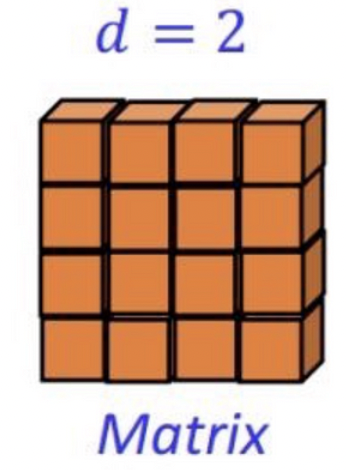 d = 2
Matrix